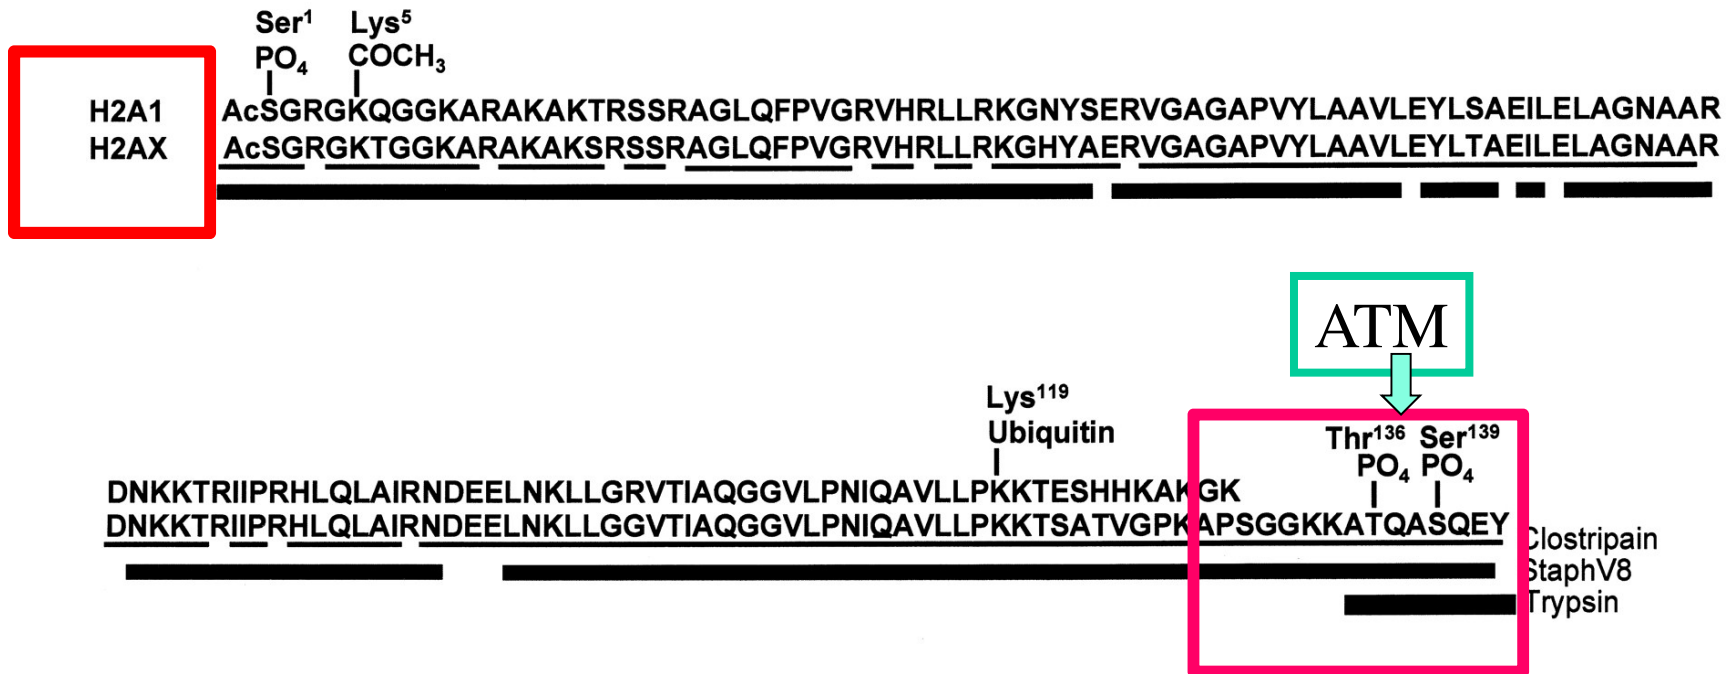 Ser¹ Lys⁵
PO₄ COCH₃
H2A1 AcSGRGKQGGKARAKAKTRSSRAGLQFPVGRVHRLLRKGNYSERVGAGAPVYLAAVLEYLSAEILELAGNAAR
H2AX AcSGRGKTGGKARAKAKSRSSRAGLQFPVGRVHRLLRKGHYAERVGAGAPVYLAAVLEYLTAEILELAGNAAR
ATM
Lys¹¹⁹
Ubiquitin
Thr¹³⁶ Ser¹³⁹
PO₄ PO₄
DNKKTRIIPRHLQLAIRNDEELNKLLGRVTIAQGGVLPNIQAVLLPKKTESHHKAKGK
DNKKTRIIPRHLQLAIRNDEELNKLLGGVTIAQGGVLPNIQAVLLPKKTSATVGPKAPSGGKKATQASQEY
Clostripain
StaphV8
Trypsin